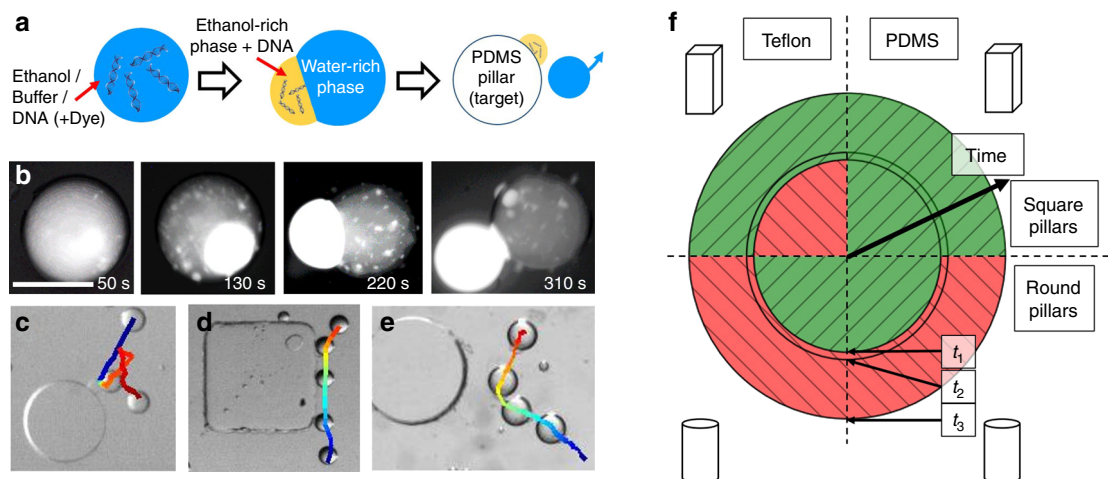 a
Ethanol /
Buffer /
DNA (+Dye)
Ethanol-rich
phase + DNA
Water-rich
phase
PDMS
pillar
(target)
b
50 s
130 s
220 s
310 s
c
d
e
f
Teflon
PDMS
Time
Square
pillars
Round
pillars
t1
t2
t3